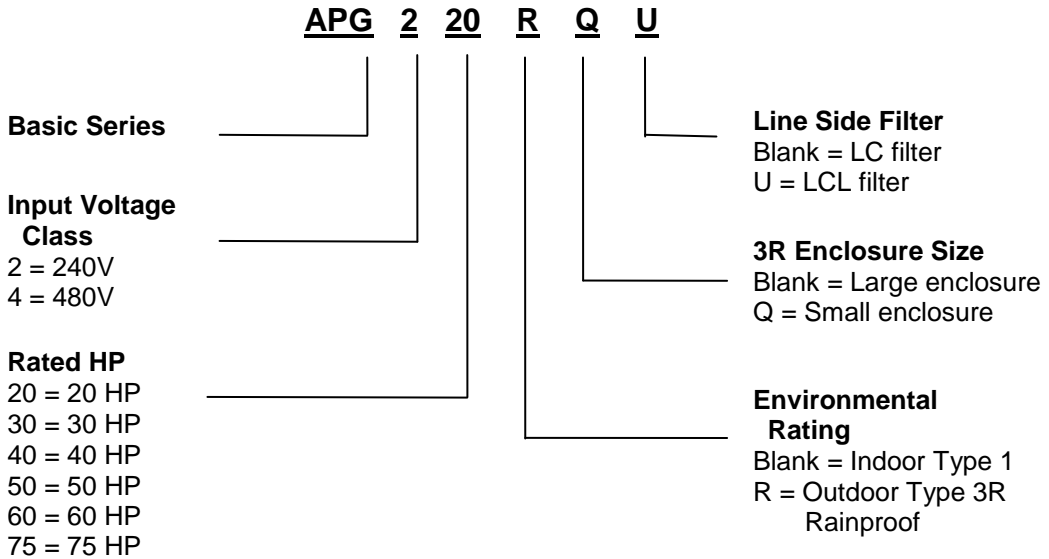 APG 2 20 R Q U
Basic Series
Input Voltage
Class
2 = 240V
4 = 480V
Rated HP
20 = 20 HP
30 = 30 HP
40 = 40 HP
50 = 50 HP
60 = 60 HP
75 = 75 HP
Line Side Filter
Blank = LC filter
U = LCL filter
3R Enclosure Size
Blank = Large enclosure
Q = Small enclosure
Environmental
Rating
Blank = Indoor Type 1
R = Outdoor Type 3R
Rainproof